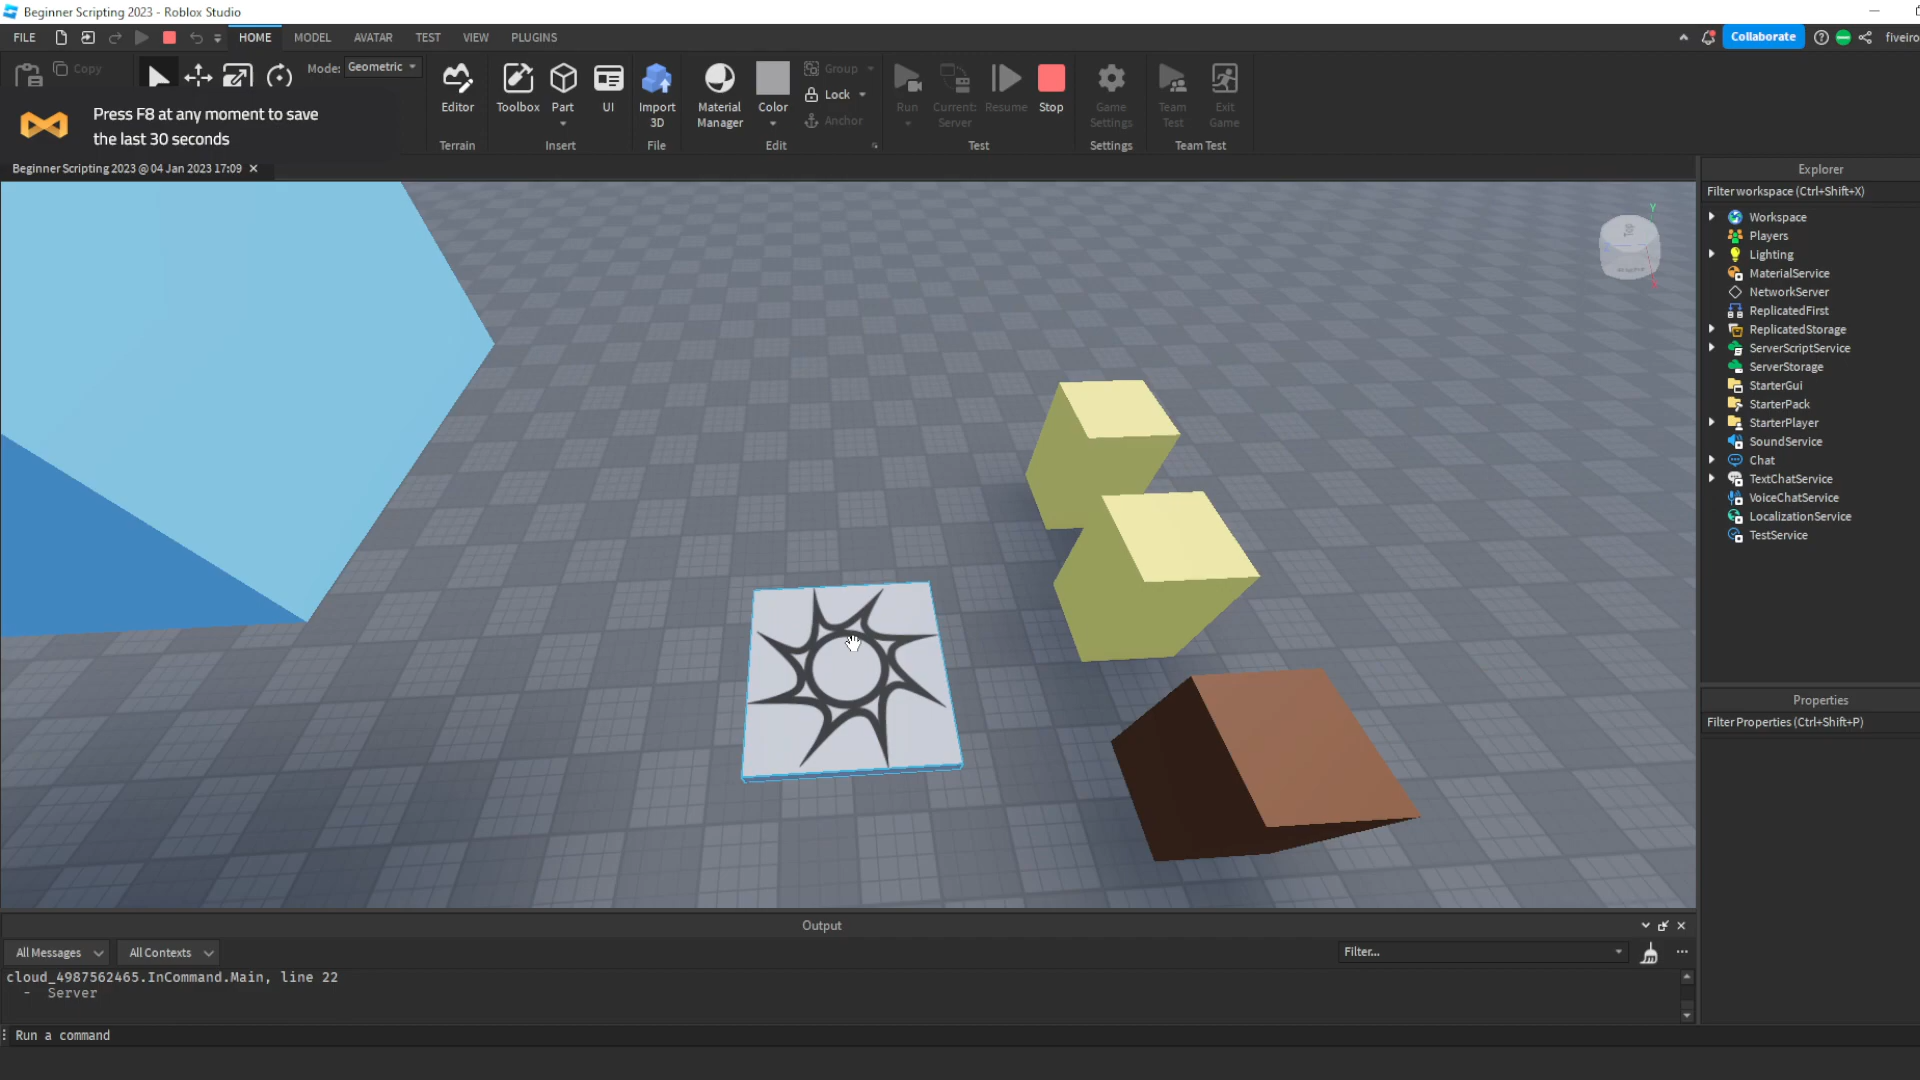 Beginner Scripting 2023 - Roblox Studio
FILE HOME MODEL AVATAR TEST VIEW PLUGINS Collaborate fiveiro
Copy Mode: Geometric
Group
Lock
Anchor
Editor Toolbox Part UI Import 3D Material Manager Color Run Current: Server Resume Stop Game Settings Team Test Exit Game
Press F8 at any moment to save
the last 30 seconds
Terrain Insert File Edit Test Settings Team Test
Beginner Scripting 2023 @ 04 Jan 2023 17:09
Explorer
Filter workspace (Ctrl+Shift+X)
Workspace
Players
Lighting
MaterialService
NetworkServer
ReplicatedFirst
ReplicatedStorage
ServerScriptService
ServerStorage
StarterGui
StarterPack
StarterPlayer
SoundService
Chat
TextChatService
VoiceChatService
LocalizationService
TestService
Y
Top
X
Properties
Filter Properties (Ctrl+Shift+P)
Output
All Messages All Contexts Filter...
cloud_4987562465.InCommand.Main, line 22
- Server
Run a command